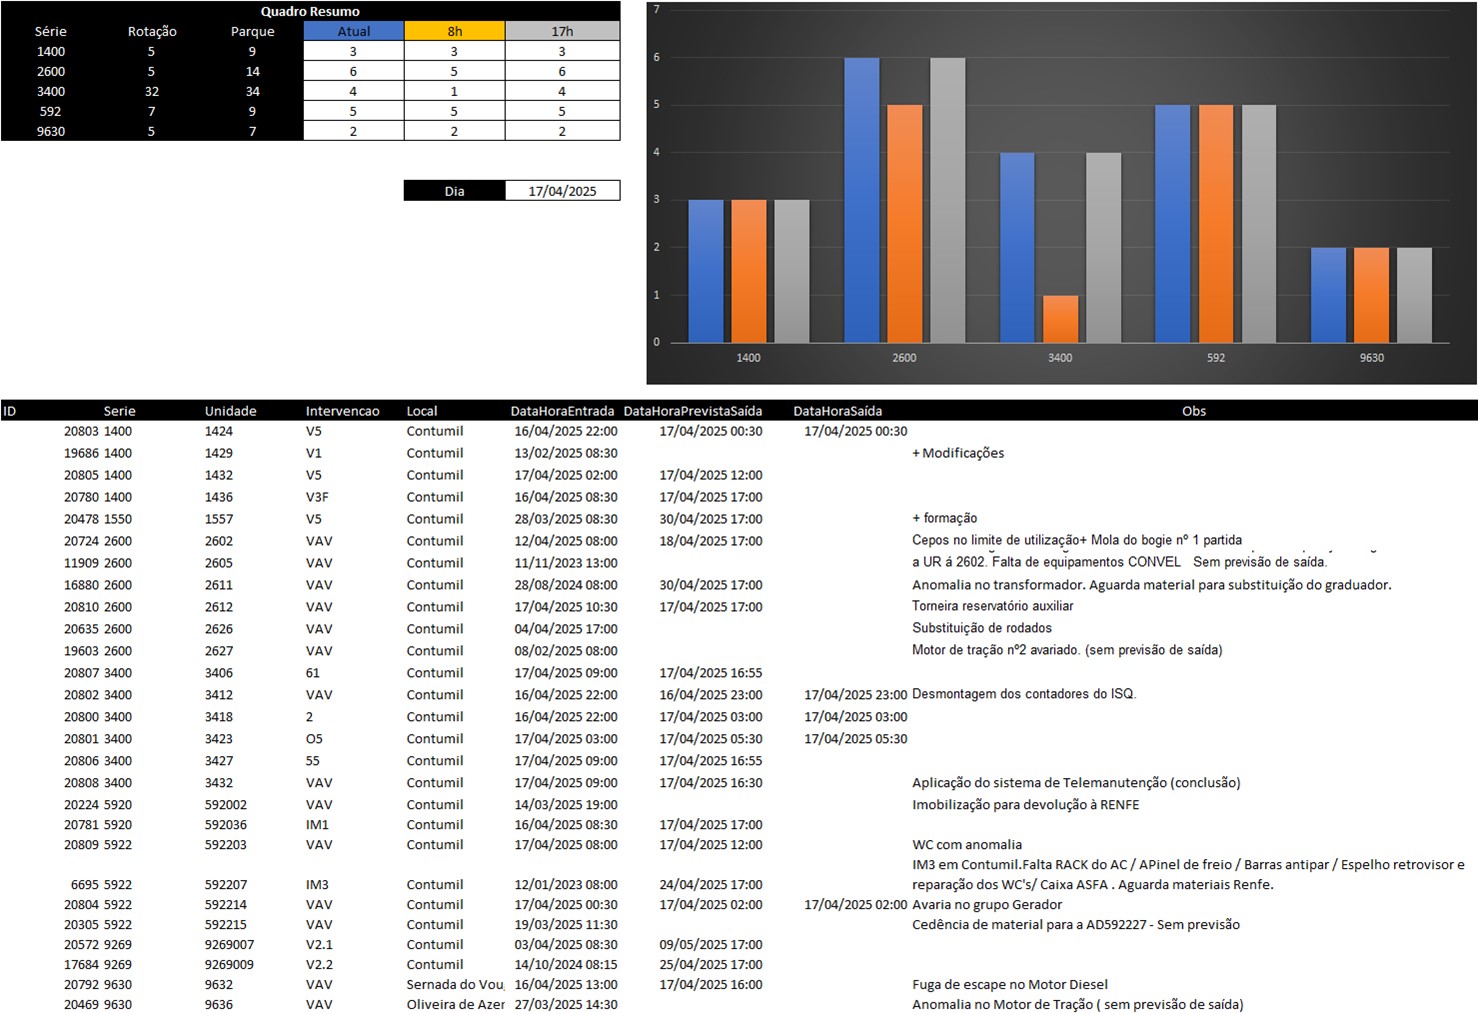 Quadro Resumo
Série Rotação Parque Atual 8h 17h
1400 5 9 3 3 3
2600 5 14 6 5 6
3400 32 34 4 1 4
592 7 9 5 5 5
9630 5 7 2 2 2
Dia 17/04/2025
7
6
5
4
3
2
1
0
1400 2600 3400 592 9630
ID Serie Unidade Intervencao Local DataHoraEntrada DataHoraPrevistaSaída DataHoraSaída Obs
20803 1400 1424 V5 Contumil 16/04/2025 22:00 17/04/2025 00:30 17/04/2025 00:30
19686 1400 1429 V1 Contumil 13/02/2025 08:30 + Modificações
20805 1400 1432 V5 Contumil 17/04/2025 02:00 17/04/2025 12:00
20780 1400 1436 V3F Contumil 16/04/2025 08:30 17/04/2025 17:00
20478 1550 1557 V5 Contumil 28/03/2025 08:30 30/04/2025 17:00 + formação
20724 2600 2602 VAV Contumil 12/04/2025 08:00 18/04/2025 17:00 Cepos no limite de utilização+ Mola do bogie nº 1 partida
11909 2600 2605 VAV Contumil 11/11/2023 13:00 a UR á 2602. Falta de equipamentos CONVEL Sem previsão de saída.
16880 2600 2611 VAV Contumil 28/08/2024 08:00 30/04/2025 17:00 Anomalia no transformador. Aguarda material para substituição do graduador.
20810 2600 2612 VAV Contumil 17/04/2025 10:30 17/04/2025 17:00 Torneira reservatório auxiliar
20635 2600 2626 VAV Contumil 04/04/2025 17:00 Substituição de rodados
19603 2600 2627 VAV Contumil 08/02/2025 08:00 Motor de tração nº2 avariado. (sem previsão de saída)
20807 3400 3406 61 Contumil 17/04/2025 09:00 17/04/2025 16:55
20802 3400 3412 VAV Contumil 16/04/2025 22:00 16/04/2025 23:00 17/04/2025 23:00 Desmontagem dos contadores do ISQ.
20800 3400 3418 2 Contumil 16/04/2025 22:00 17/04/2025 03:00 17/04/2025 03:00
20801 3400 3423 O5 Contumil 17/04/2025 03:00 17/04/2025 05:30 17/04/2025 05:30
20806 3400 3427 55 Contumil 17/04/2025 09:00 17/04/2025 16:55
20808 3400 3432 VAV Contumil 17/04/2025 09:00 17/04/2025 16:30 Aplicação do sistema de Telemanutenção (conclusão)
20224 5920 592002 VAV Contumil 14/03/2025 19:00 Imobilização para devolução à RENFE
20781 5920 592036 IM1 Contumil 16/04/2025 08:30 17/04/2025 17:00
20809 5922 592203 VAV Contumil 17/04/2025 08:00 17/04/2025 12:00 WC com anomalia
IM3 em Contumil.Falta RACK do AC / APinel de freio / Barras antipar / Espelho retrovisor e
6695 5922 592207 IM3 Contumil 12/01/2023 08:00 24/04/2025 17:00 reparação dos WC's/ Caixa ASFA . Aguarda materiais Renfe.
20804 5922 592214 VAV Contumil 17/04/2025 00:30 17/04/2025 02:00 17/04/2025 02:00 Avaria no grupo Gerador
20305 5922 592215 VAV Contumil 19/03/2025 11:30 Cedência de material para a AD592227 - Sem previsão
20572 9269 9269007 V2.1 Contumil 03/04/2025 08:30 09/05/2025 17:00
17684 9269 9269009 V2.2 Contumil 14/10/2024 08:15 25/04/2025 17:00
20792 9630 9632 VAV Sernada do Vou 16/04/2025 13:00 17/04/2025 16:00 Fuga de escape no Motor Diesel
20469 9630 9636 VAV Oliveira de Azer 27/03/2025 14:30 Anomalia no Motor de Tração ( sem previsão de saída)